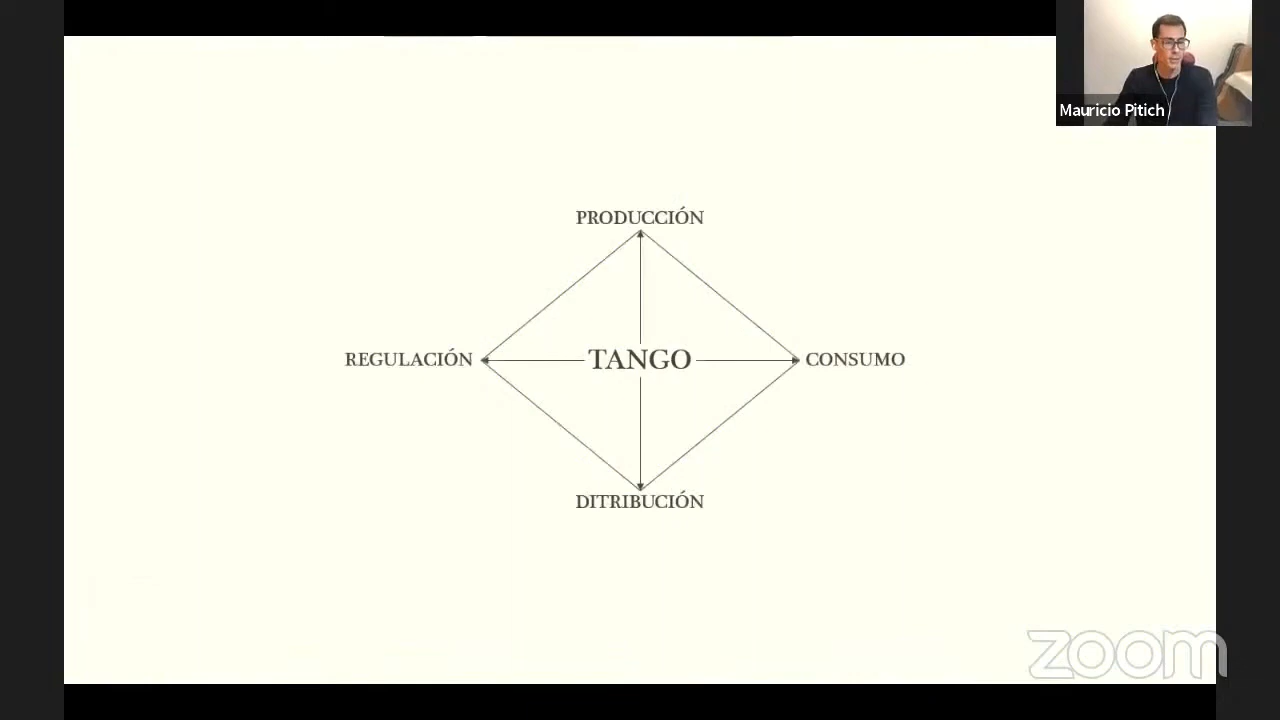 Mauricio Pitich
PRODUCCIÓN
REGULACIÓN
TANGO
CONSUMO
DITRIBUCIÓN
zoom